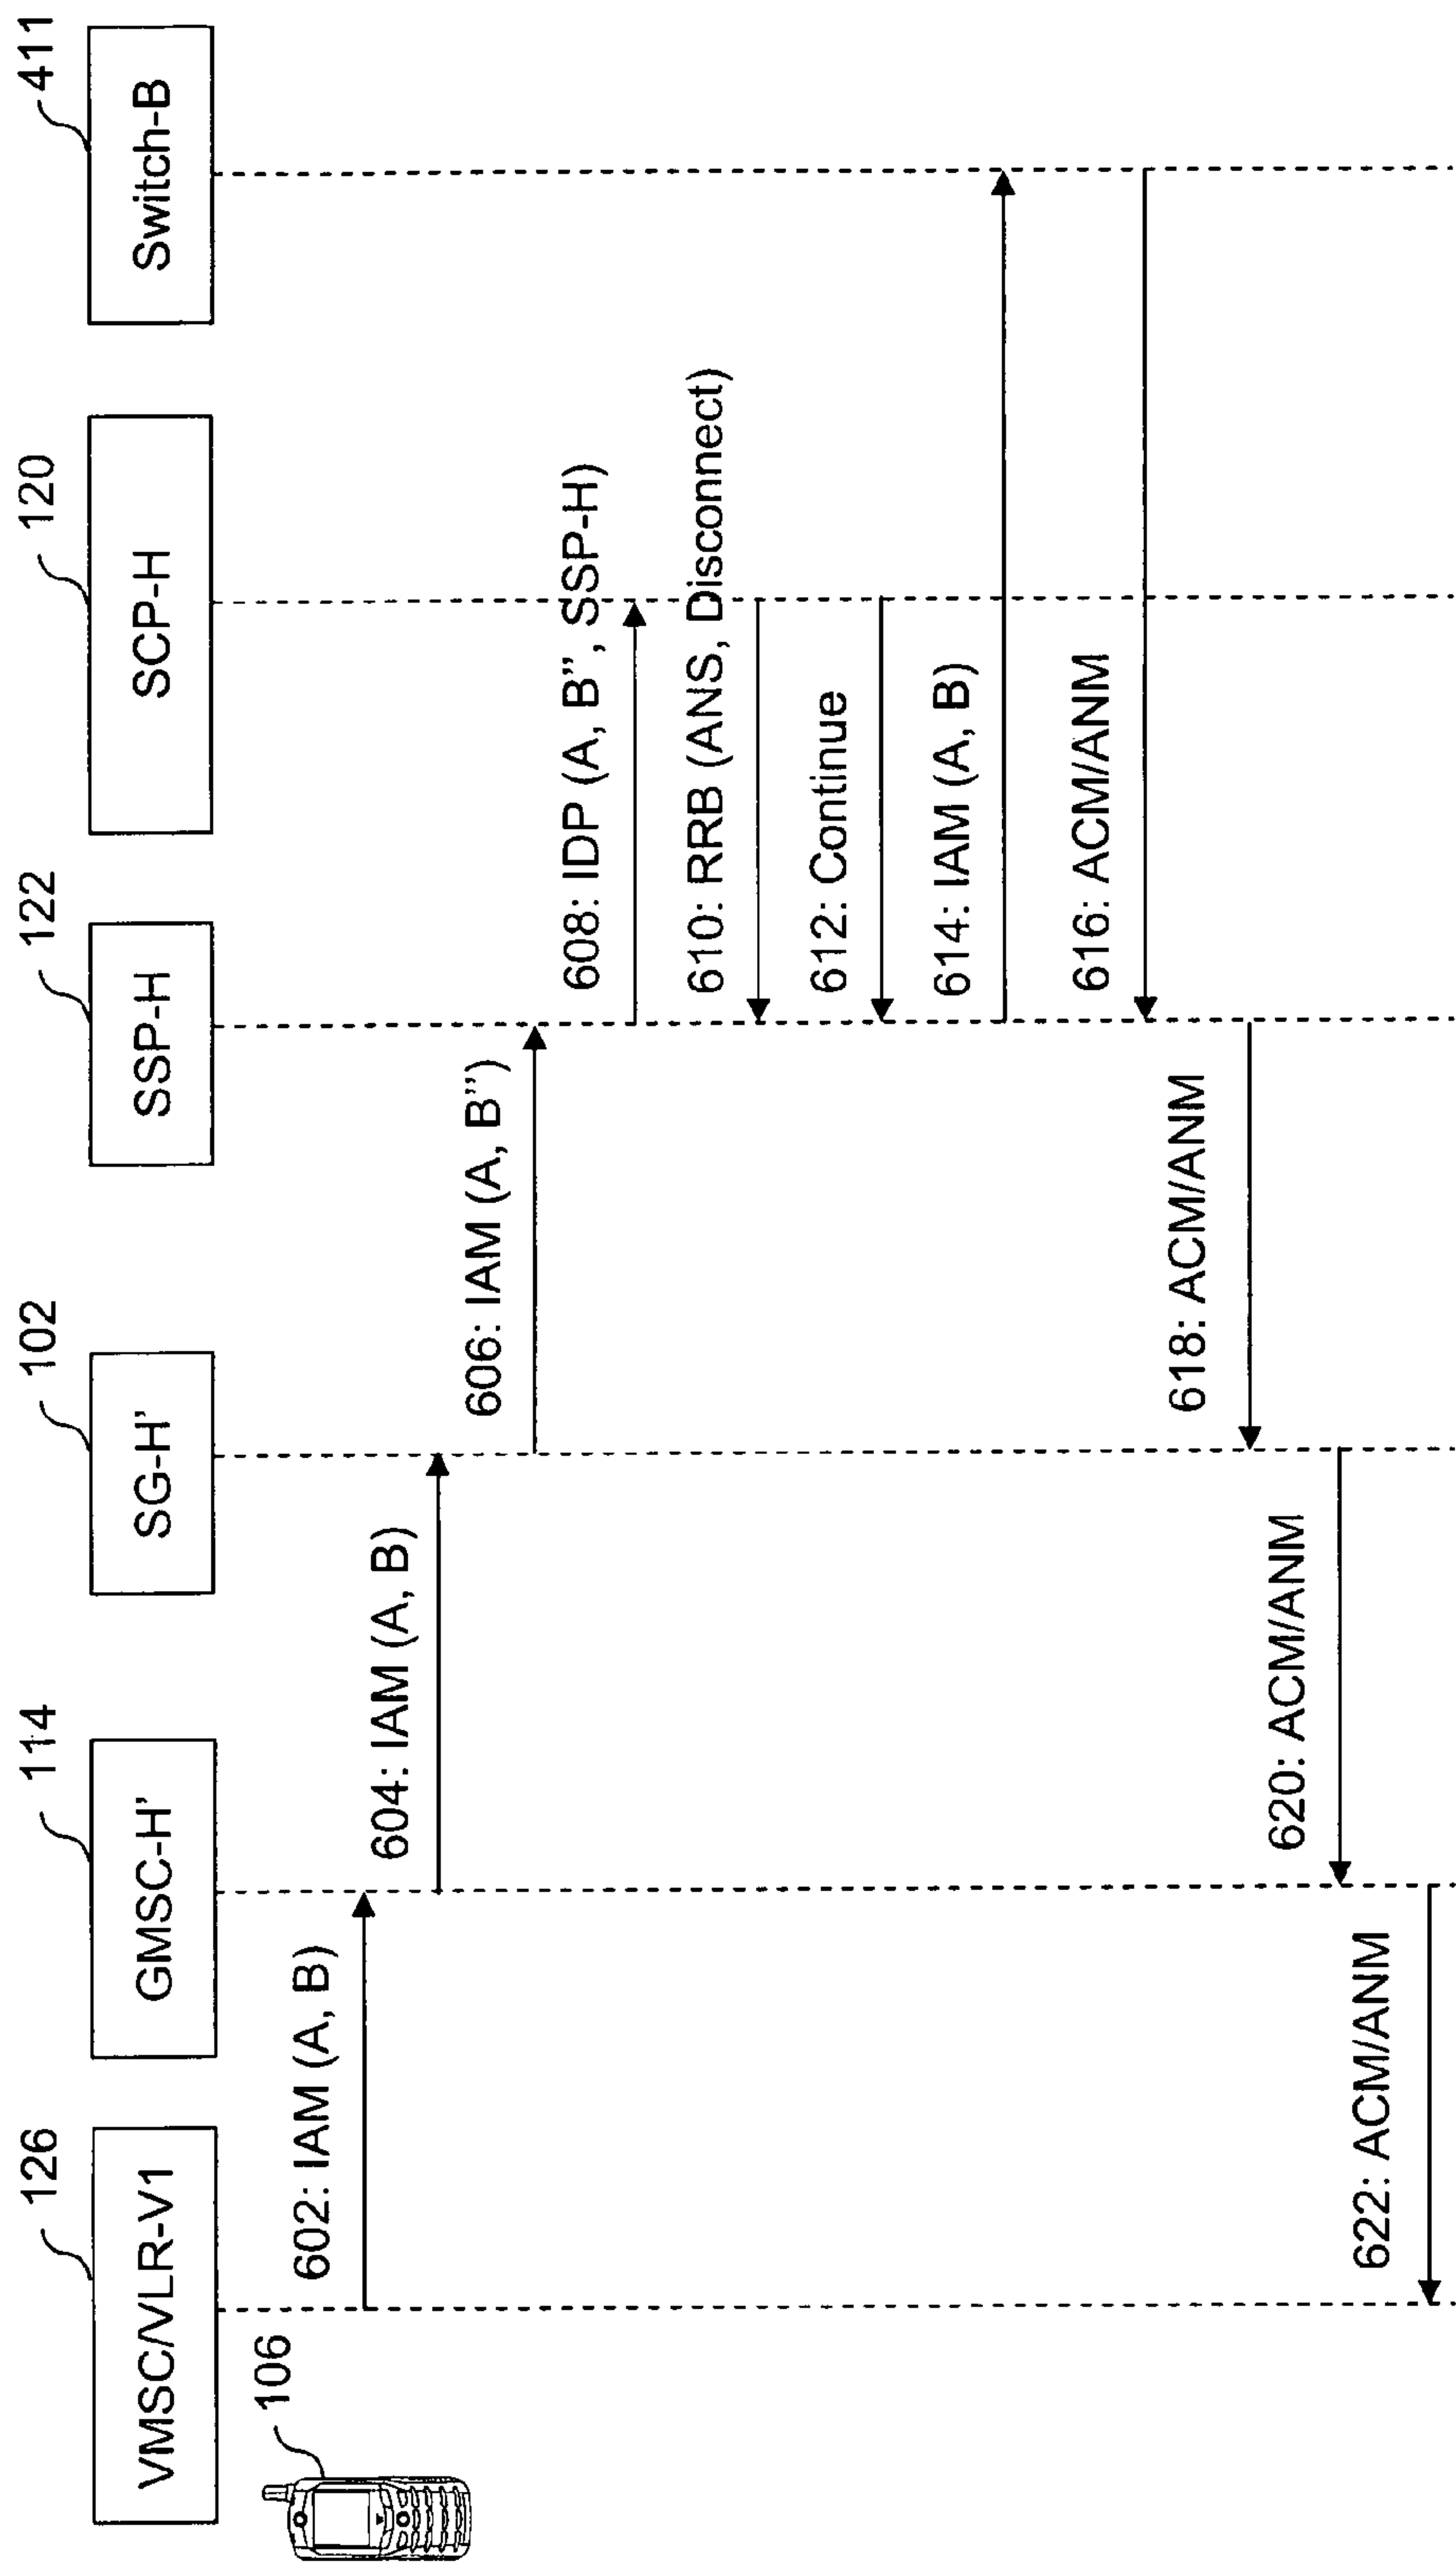 126
114
102
122
120
411
VMSC/VLR-V1
GMSC-H'
SG-H'
SSP-H
SCP-H
Switch-B
106
602: IAM (A, B)
604: IAM (A, B)
606: IAM (A, B")
608: IDP (A, B", SSP-H)
610: RRB (ANS, Disconnect)
612: Continue
614: IAM (A, B)
616: ACM/ANM
618: ACM/ANM
620: ACM/ANM
622: ACM/ANM